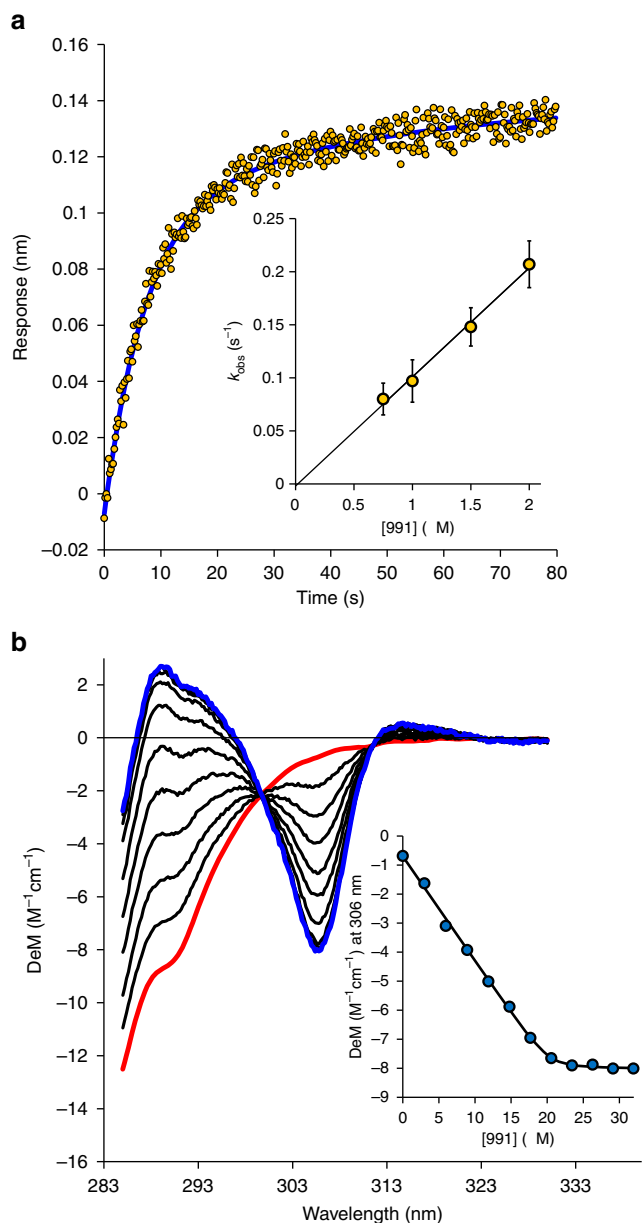 a
0.16
0.14
0.12
0.1
0.08
0.06
0.04
0.02
0
−0.02
Response (nm)
0 10 20 30 40 50 60 70 80
Time (s)
0.25
0.2
0.15
0.1
0.05
0
kobs (s−1)
0 0.5 1 1.5 2
[991] ( M)
b
2
0
−2
−4
−6
−8
−10
−12
−14
−16
DeM (M−1cm−1)
283 293 303 313 323 333
Wavelength (nm)
0
−1
−2
−3
−4
−5
−6
−7
−8
−9
DeM (M−1cm−1) at 306 nm
0 5 10 15 20 25 30
[991] ( M)